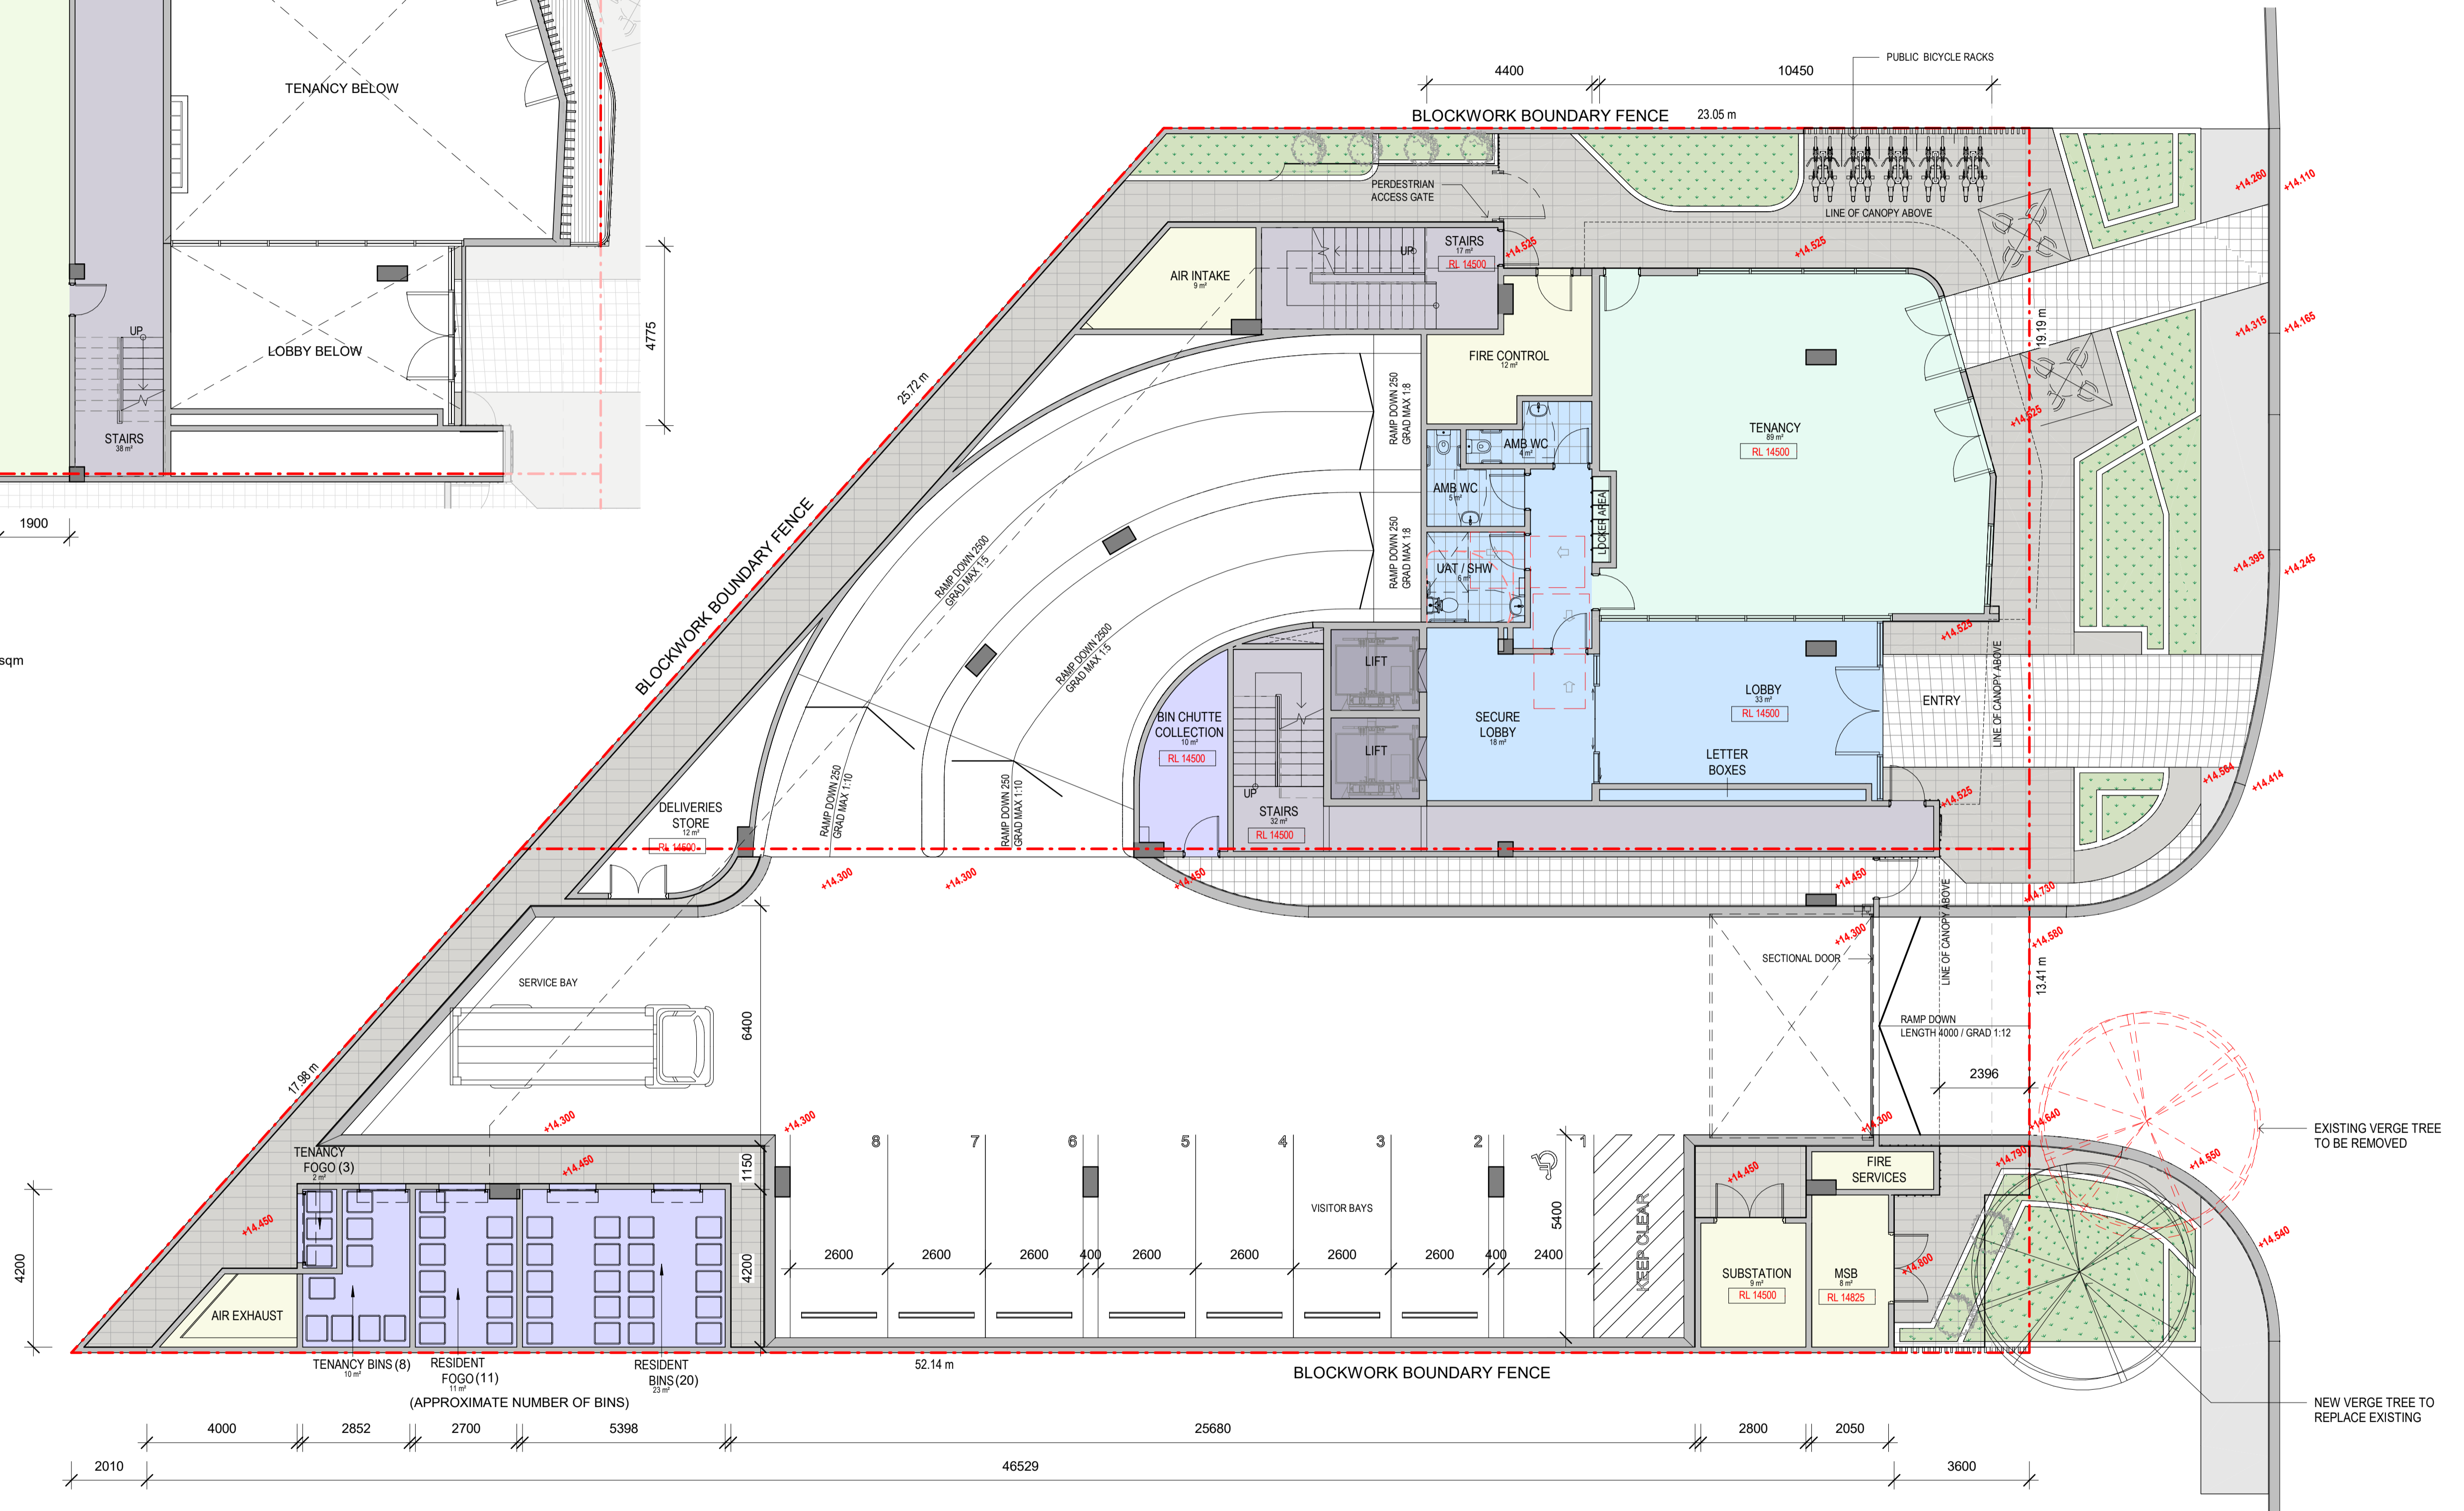 TENANCY BELOW
LOBBY BELOW
UP
STAIRS
38 m²
4775
1900
sqm
4400
10450
PUBLIC BICYCLE RACKS
BLOCKWORK BOUNDARY FENCE
23.05 m
PERDESTRIAN
ACCESS GATE
LINE OF CANOPY ABOVE
+14.260
+14.110
STAIRS
17 m²
RL 14500
UP
+14.525
+14.525
AIR INTAKE
9 m²
19.19 m
+14.315
+14.165
FIRE CONTROL
12 m²
25.72 m
RAMP DOWN 250
GRAD MAX 1:8
TENANCY
89 m²
RL 14500
+14.525
AMB WC
4 m²
AMB WC
5 m²
LOCKER AREA
BLOCKWORK BOUNDARY FENCE
RAMP DOWN 2500
GRAD MAX 1:5
RAMP DOWN 250
GRAD MAX 1:8
UAT / SHW
6 m²
+14.395
+14.245
RAMP DOWN 2500
GRAD MAX 1:5
+14.525
LIFT
LOBBY
33 m²
RL 14500
ENTRY
LINE OF CANOPY ABOVE
BIN CHUTTE
COLLECTION
10 m²
RL 14500
SECURE
LOBBY
18 m²
LIFT
LETTER
BOXES
+14.564
+14.414
RAMP DOWN 250
GRAD MAX 1:10
RAMP DOWN 250
GRAD MAX 1:10
UP
STAIRS
32 m²
RL 14500
+14.525
DELIVERIES
STORE
12 m²
RL 14500
+14.300
+14.300
+14.450
+14.450
+14.730
LINE OF CANOPY ABOVE
+14.300
+14.580
SECTIONAL DOOR
13.41 m
SERVICE BAY
6400
RAMP DOWN
LENGTH 4000 / GRAD 1:12
2396
17.98 m
+14.300
+14.300
+14.300
+14.640
EXISTING VERGE TREE
TO BE REMOVED
8
7
6
5
4
3
2
1
TENANCY
FOGO (3)
2 m²
+14.450
1150
+14.450
FIRE
SERVICES
+14.790
+14.550
VISITOR BAYS
5400
KEEP CLEAR
+14.450
+14.540
4200
4200
2600
2600
2600
400
2600
2600
2600
2600
400
2400
SUBSTATION
9 m²
RL 14500
MSB
8 m²
RL 14825
+14.800
AIR EXHAUST
TENANCY BINS (8)
10 m²
RESIDENT
FOGO (11)
11 m²
RESIDENT
BINS (20)
23 m²
(APPROXIMATE NUMBER OF BINS)
52.14 m
BLOCKWORK BOUNDARY FENCE
NEW VERGE TREE TO
REPLACE EXISTING
4000
2852
2700
5398
25680
2800
2050
2010
46529
3600